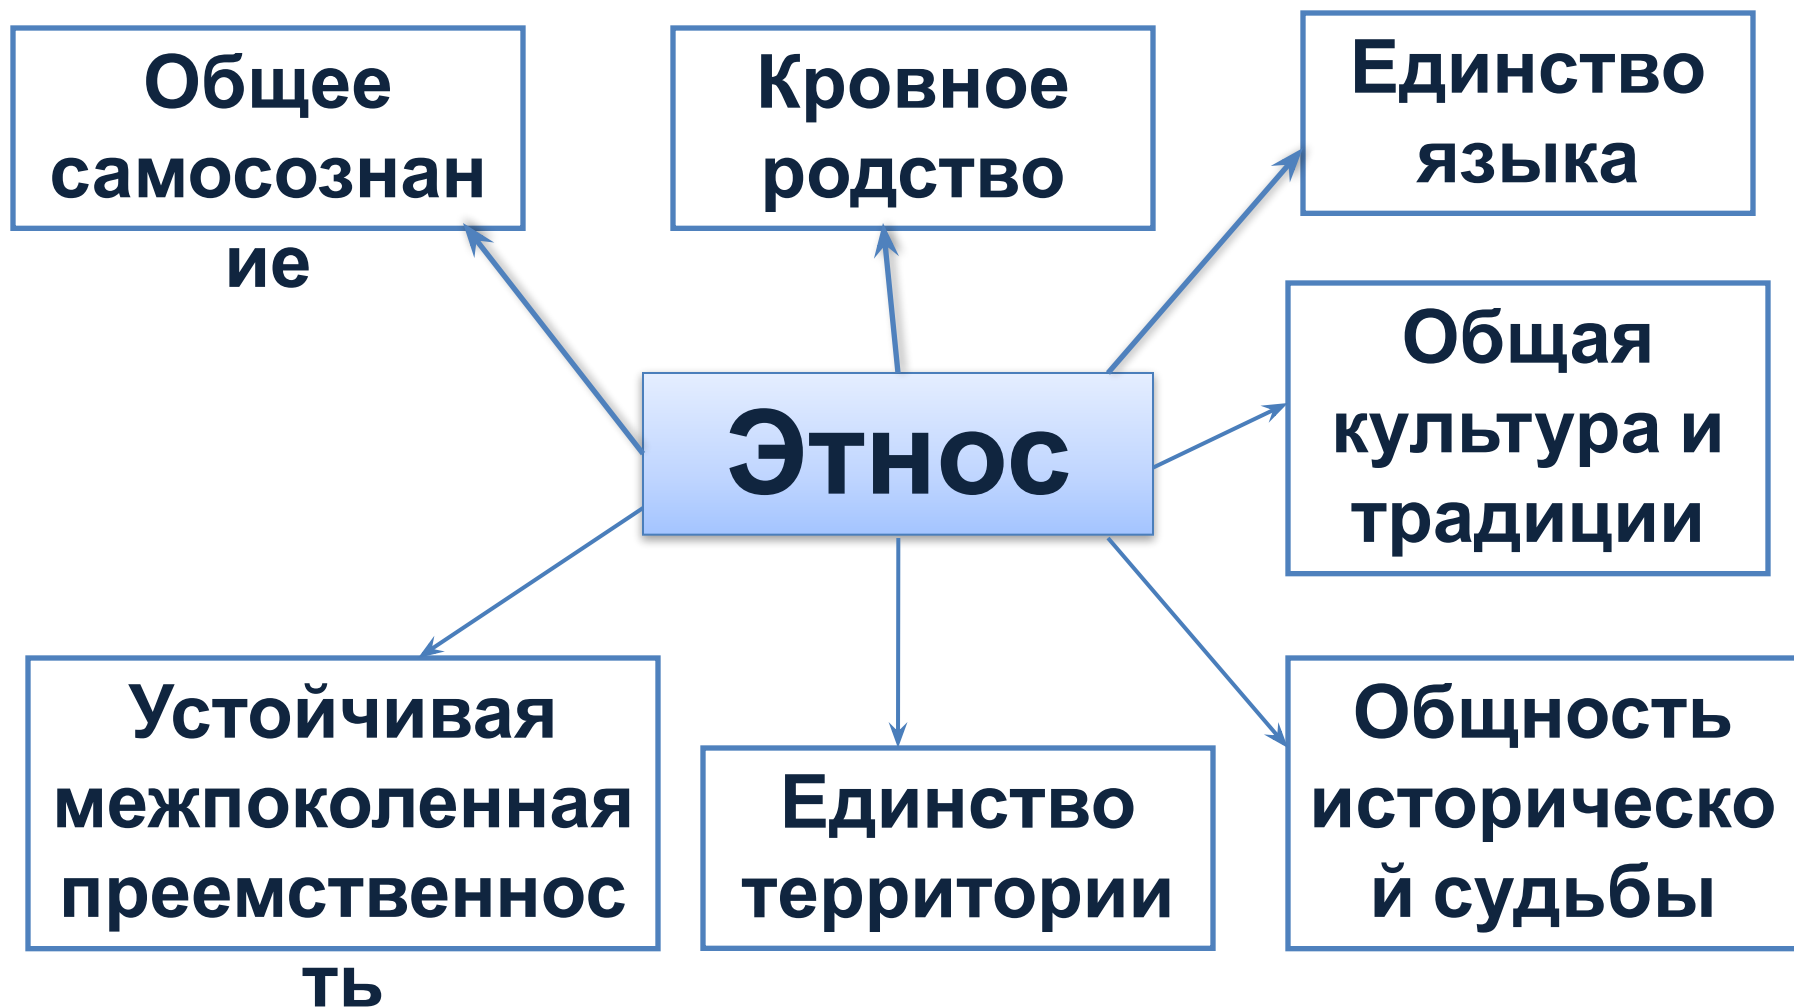 Общее
самосознан
ие
Кровное
родство
Единство
языка
Общая
культура и
традиции
Этнос
Устойчивая
межпоколенная
преемственнос
ть
Единство
территории
Общность
историческо
й судьбы